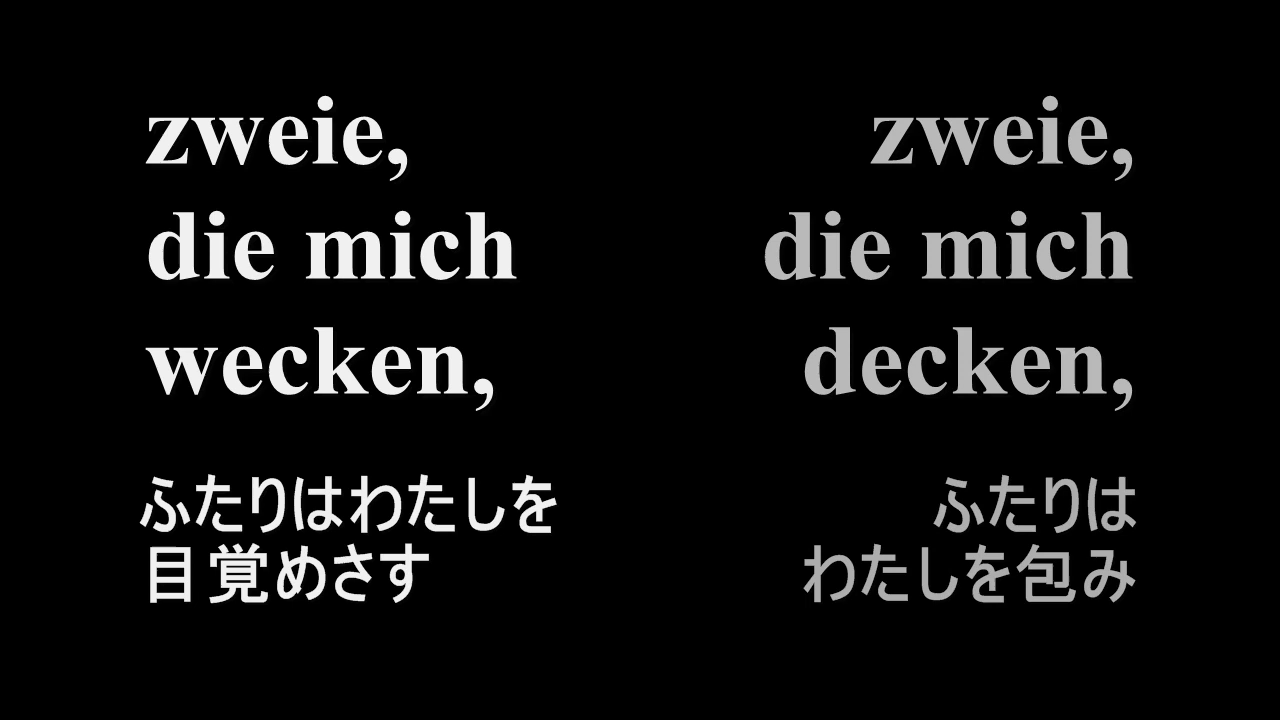 zweie,
die mich
wecken,
ふたりはわたしを
目覚めさす
zweie,
die mich
decken,
ふたりは
わたしを包み